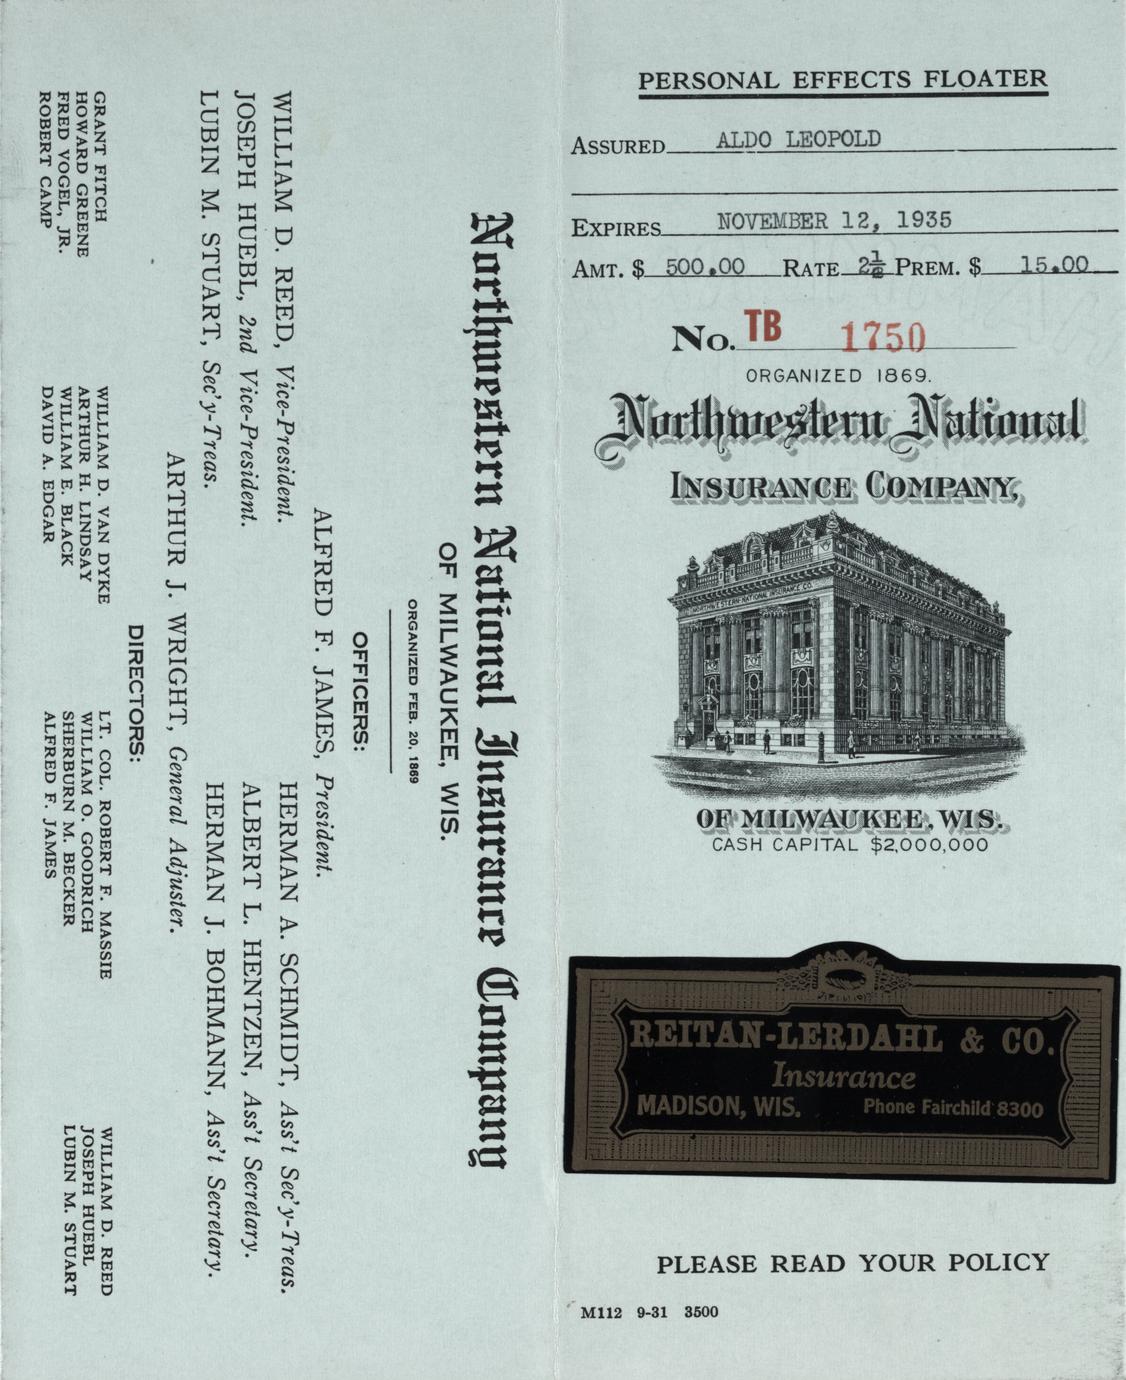 PERSONAL EFFECTS FLOATER
ASSURED ALDO LEOPOLD
EXPIRES NOVEMBER 12, 1935
AMT. $ 500.00 RATE 2½ PREM. $ 15.00
No. TB 1750
ORGANIZED 1869.
Northwestern National
INSURANCE COMPANY,
NORTHWESTERN NATIONAL INSURANCE CO.
OF MILWAUKEE, WIS.
CASH CAPITAL $2,000,000
REITAN-LERDAHL & CO.
Insurance
MADISON, WIS. Phone Fairchild 8300
PLEASE READ YOUR POLICY
M112 9-31 3500
Northwestern National Insurance Company
OF MILWAUKEE, WIS.
ORGANIZED FEB. 20, 1869
OFFICERS:
ALFRED F. JAMES, President.
WILLIAM D. REED, Vice-President. HERMAN A. SCHMIDT, Ass't Sec'y-Treas.
JOSEPH HUEBL, 2nd Vice-President. ALBERT L. HENTZEN, Ass't Secretary.
LUBIN M. STUART, Sec'y-Treas. HERMAN J. BOHMANN, Ass't Secretary.
ARTHUR J. WRIGHT, General Adjuster.
DIRECTORS:
GRANT FITCH WILLIAM D. VAN DYKE LT. COL. ROBERT F. MASSIE WILLIAM D. REED
HOWARD GREENE ARTHUR H. LINDSAY WILLIAM O. GOODRICH JOSEPH HUEBL
FRED VOGEL, JR. WILLIAM E. BLACK SHERBURN M. BECKER LUBIN M. STUART
ROBERT CAMP DAVID A. EDGAR ALFRED F. JAMES